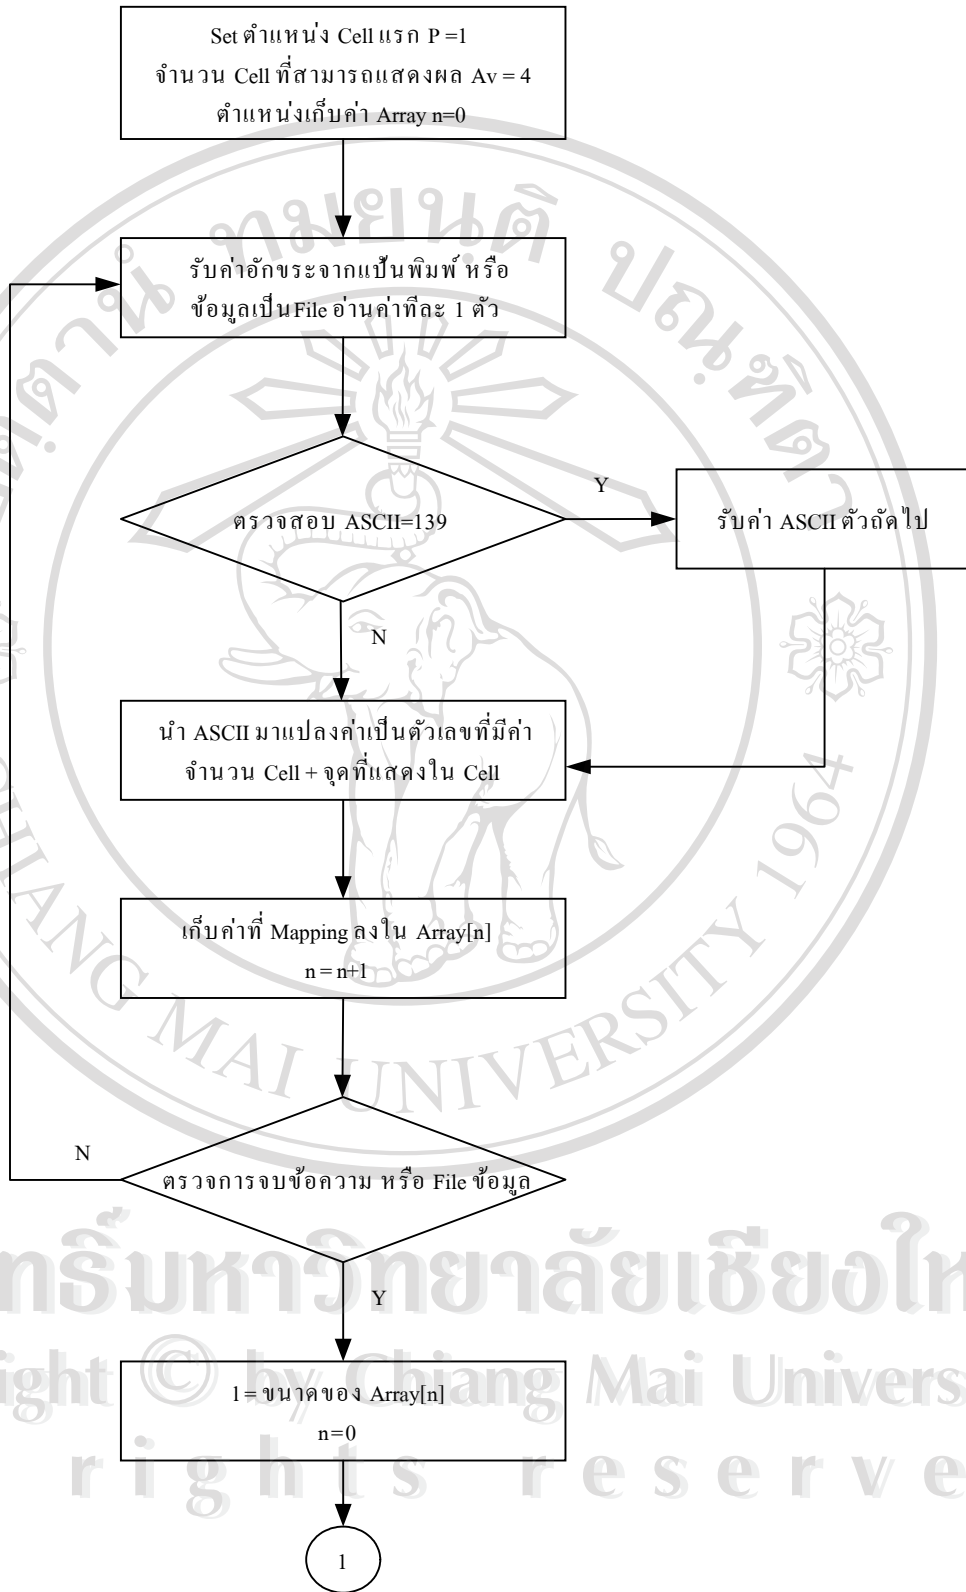 Set ตำแหน่ง Cell แรก P =1
จำนวน Cell ที่สามารถแสดงผล Av = 4
ตำแหน่งเก็บค่า Array n=0
รับค่าอักขระจากแป้นพิมพ์ หรือ
ข้อมูลเป็น File อ่านค่าทีละ 1 ตัว
ตรวจสอบ ASCII=139
Y
รับค่า ASCII ตัวถัดไป
N
นำ ASCII มาแปลงค่าเป็นตัวเลขที่มีค่า
จำนวน Cell + จุดที่แสดงใน Cell
เก็บค่าที่ Mapping ลงใน Array[n]
n = n+1
CHIANG MAI UNIVERSITY 1964
N
ตรวจการจบข้อความ หรือ File ข้อมูล
Y
มหาวิทยาลัยเชียงใหม
l = ขนาดของ Array[n]
n=0
© by Chiang Mai Univers
rights reserve
1